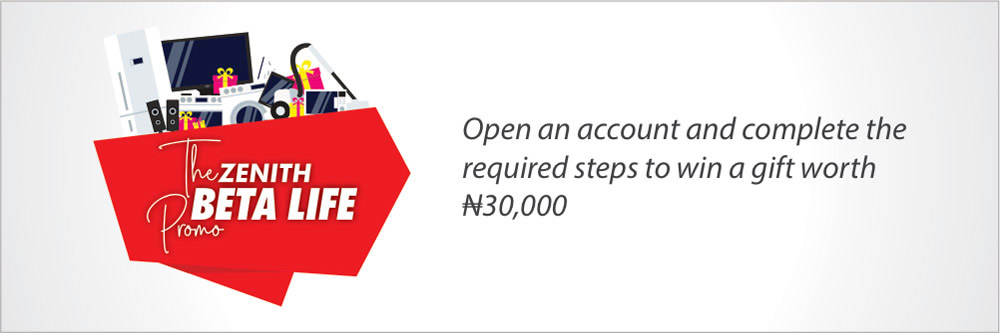 The ZENITH
BETA LIFE
Promo
Open an account and complete the
required steps to win a gift worth
₦30,000